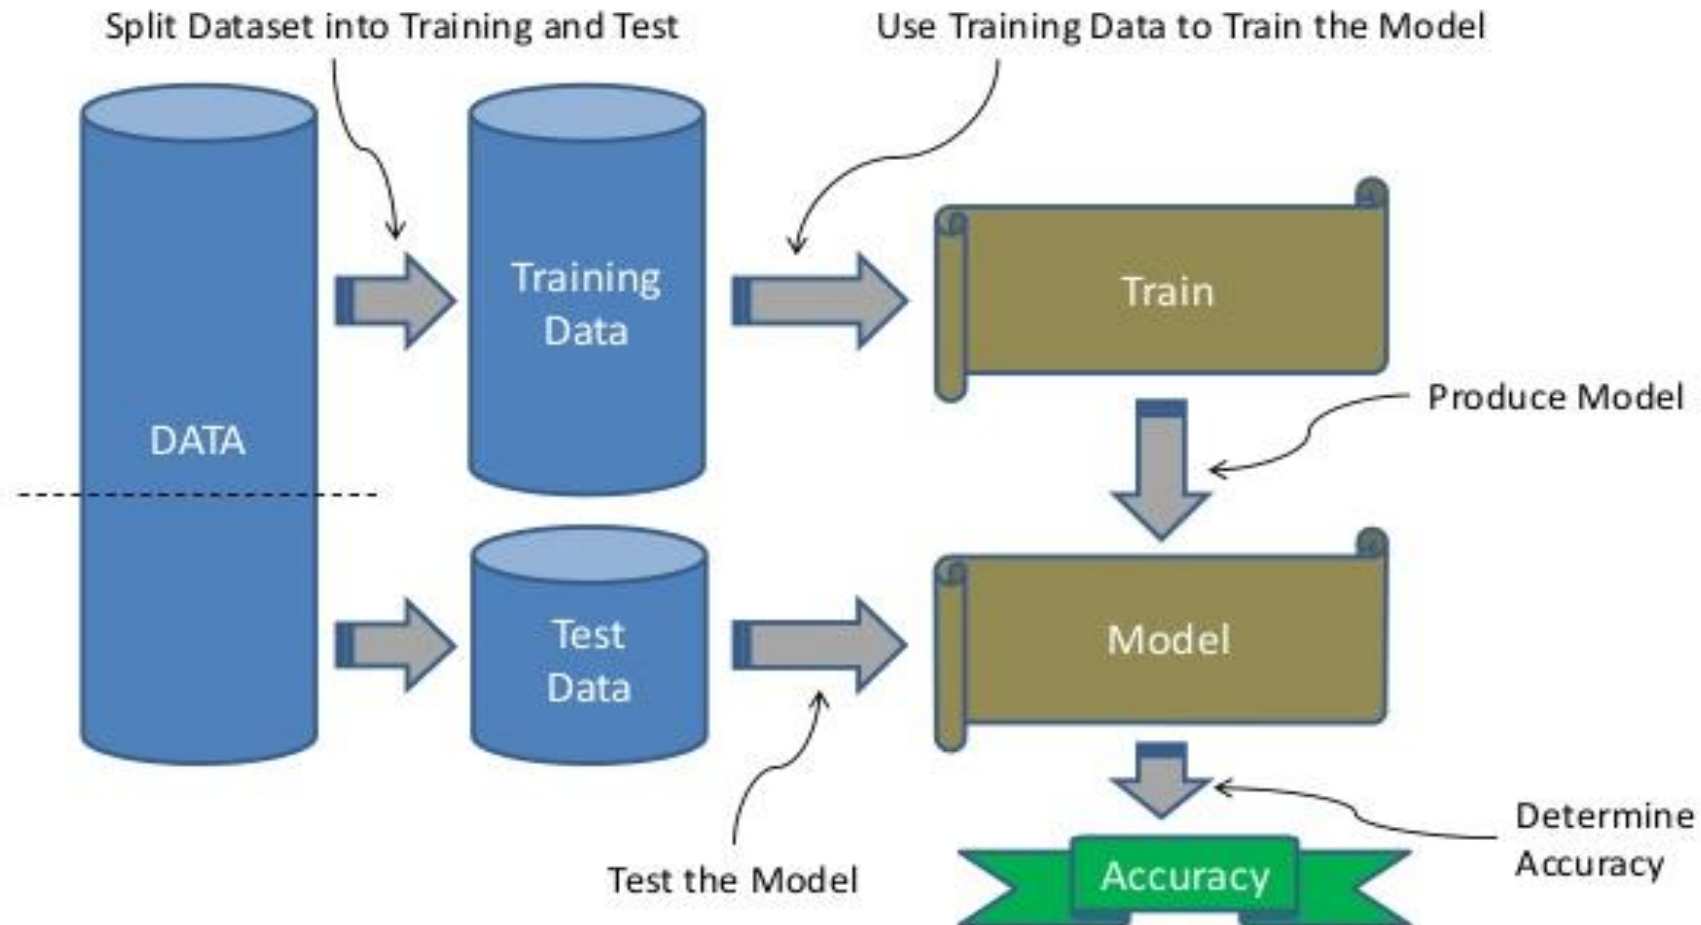 Split Dataset into Training and Test
Use Training Data to Train the Model
Training
Data
Train
Produce Model
DATA
Test
Data
Model
Determine
Accuracy
Accuracy
Test the Model